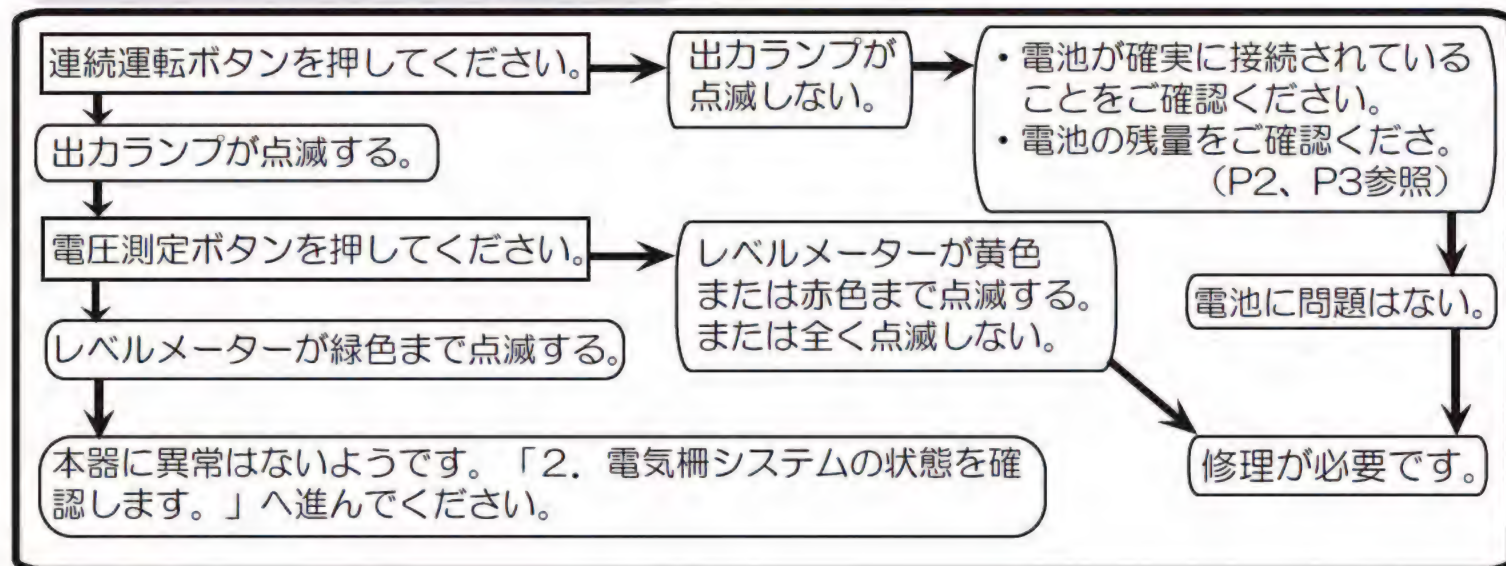 連続運転ボタンを押してください。
出力ランプが
点滅しない。
・電池が確実に接続されている
ことをご確認ください。
・電池の残量をご確認くださ。
（P2、P3参照）
出力ランプが点滅する。
電圧測定ボタンを押してください。
レベルメーターが黄色
または赤色まで点滅する。
または全く点滅しない。
電池に問題はない。
レベルメーターが緑色まで点滅する。
本器に異常はないようです。「２．電気柵システムの状態を確
認します。」へ進んでください。
修理が必要です。